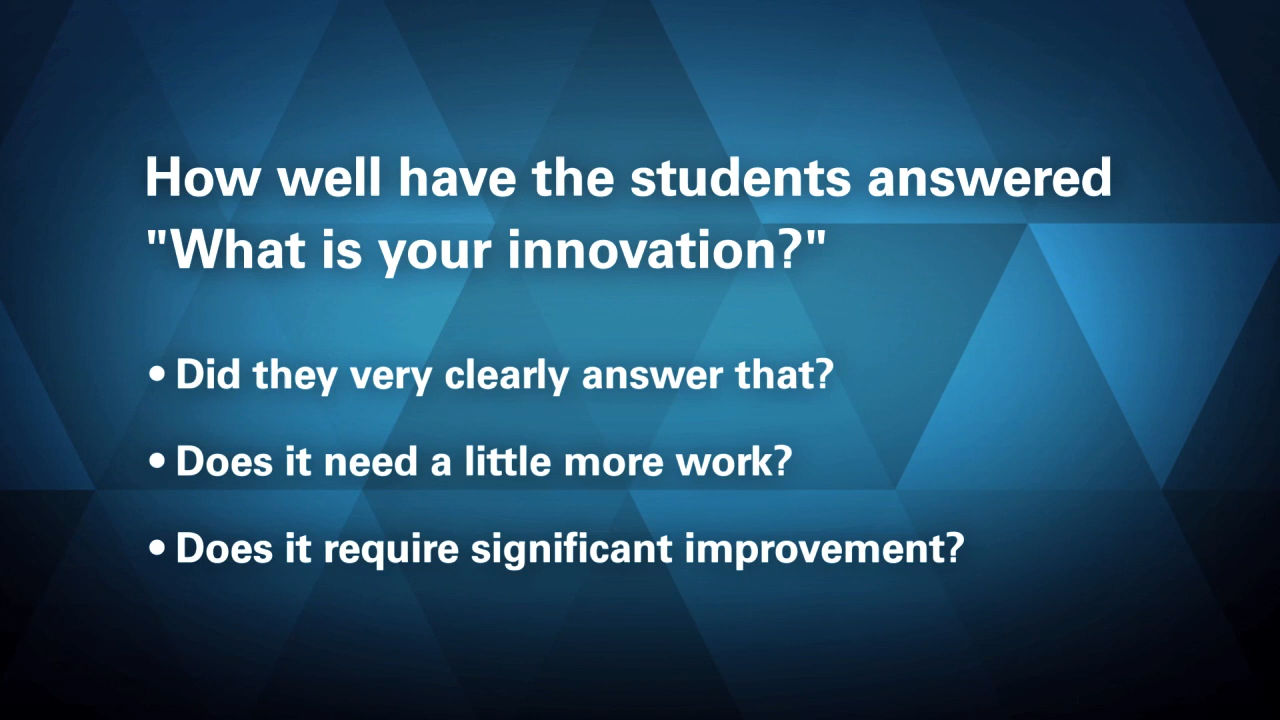 How well have the students answered
"What is your innovation?"
• Did they very clearly answer that?
• Does it need a little more work?
• Does it require significant improvement?